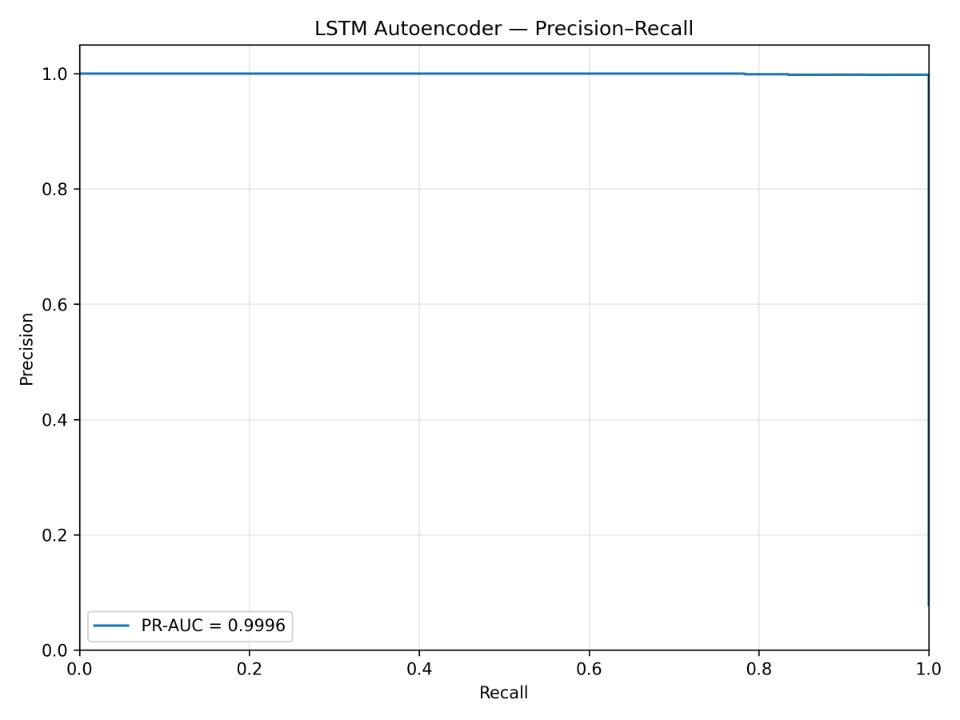 LSTM Autoencoder — Precision–Recall
Precision
1.0
0.8
0.6
0.4
0.2
0.0
PR-AUC = 0.9996
0.0 0.2 0.4 0.6 0.8 1.0
Recall